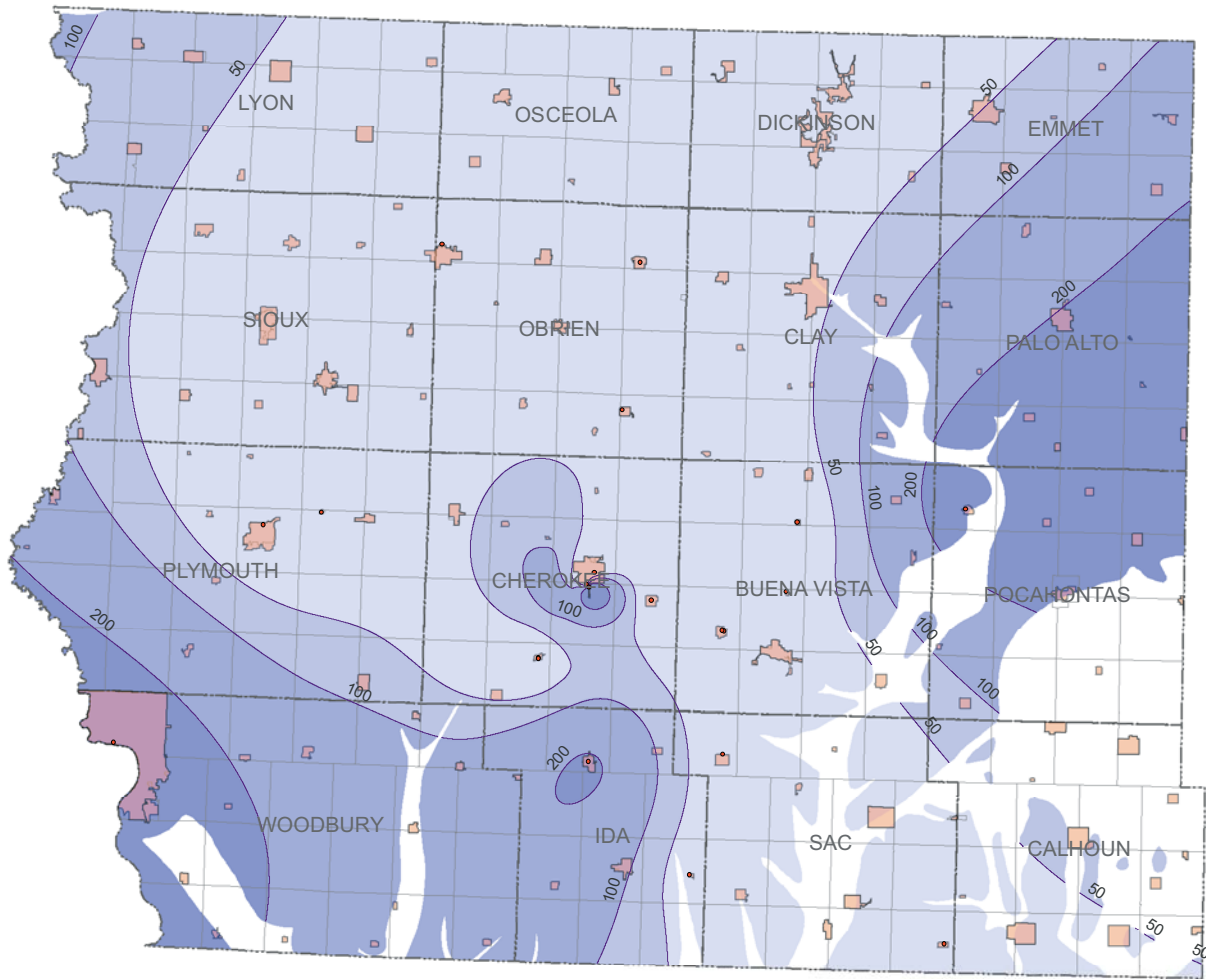 100
50
LYON
OSCEOLA
DICKINSON
50
EMMET
100
SIOUX
OBRIEN
CLAY
200
PALO ALTO
50
100
200
PLYMOUTH
CHEROKEE
100
BUENA VISTA
POCAHONTAS
200
100
50
100
100
50
200
WOODBURY
IDA
SAC
CALHOUN
100
50
50
50